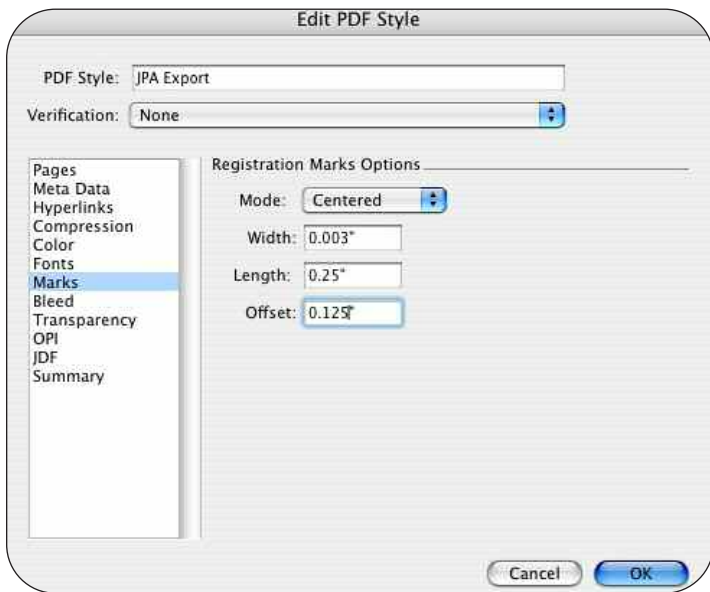 Edit PDF Style
PDF Style: JPA Export
Verification: None
Pages
Meta Data
Hyperlinks
Compression
Color
Fonts
Marks
Bleed
Transparency
OPI
JDF
Summary
Registration Marks Options
Mode: Centered
Width: 0.003"
Length: 0.25"
Offset: 0.125"
Cancel
OK